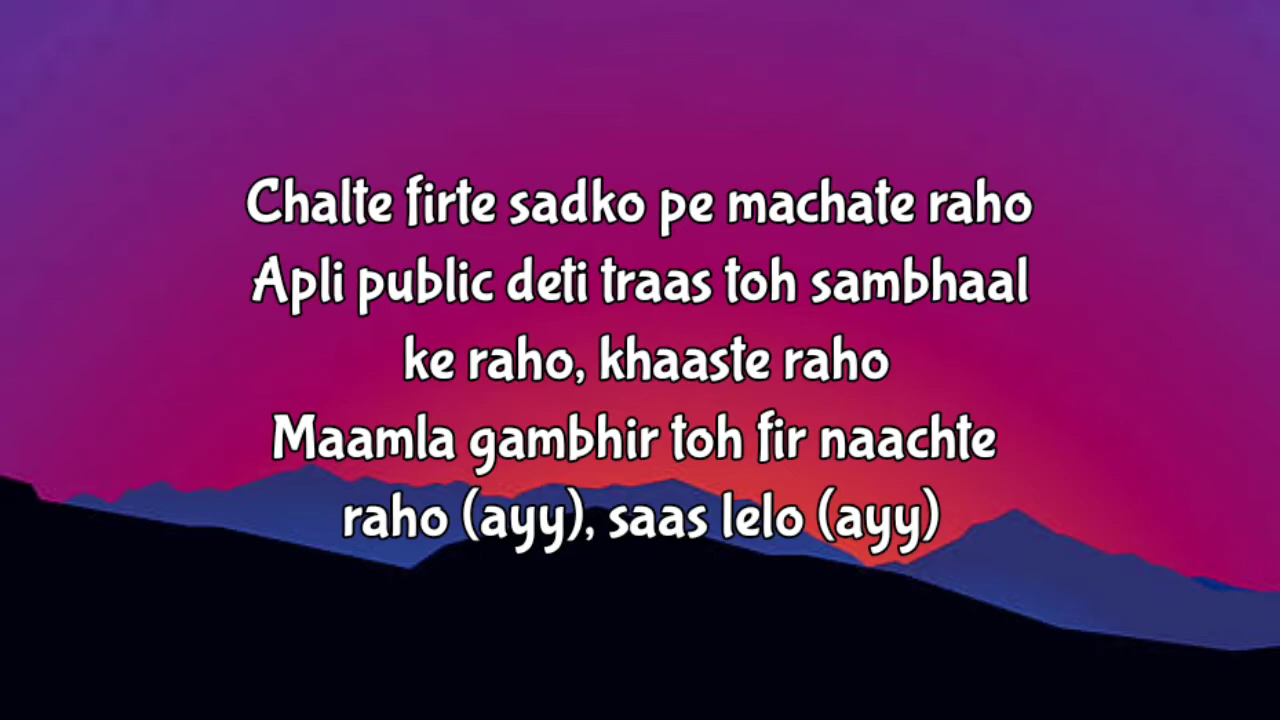 Chalte firte sadko pe machate raho
Apli public deti traas toh sambhaal
ke raho, khaaste raho
Maamla gambhir toh fir naachte
raho (ayy), saas lelo (ayy)